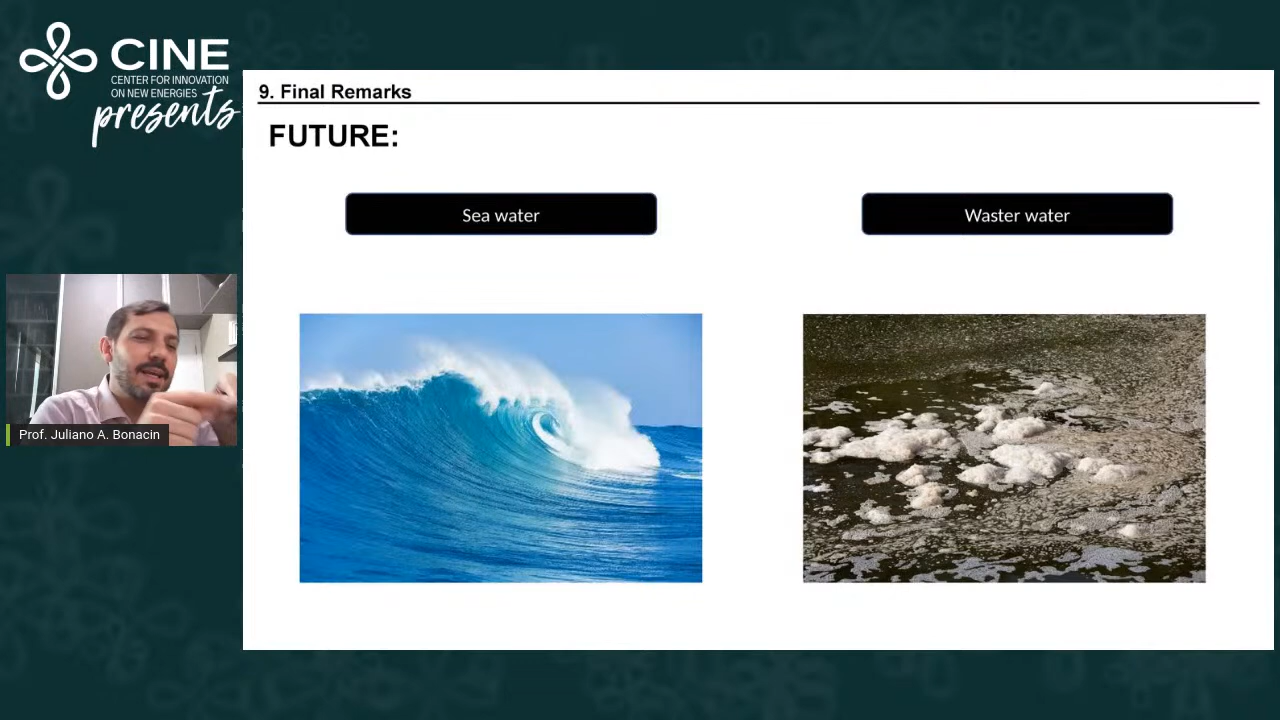 CINE
CENTER FOR INNOVATION
ON NEW ENERGIES
presents
9. Final Remarks
FUTURE:
Sea water
Waster water
Prof. Juliano A. Bonacin